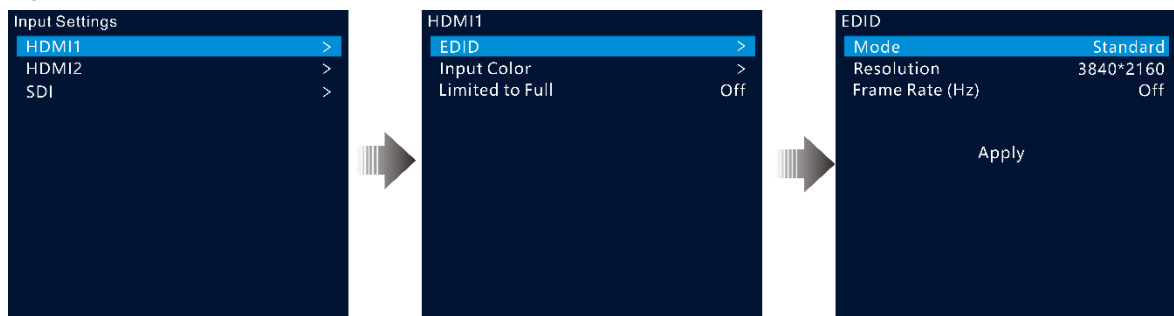 Input Settings
HDMI1 >
HDMI2 >
SDI >
HDMI1
EDID >
Input Color >
Limited to Full Off
EDID
Mode Standard
Resolution 3840*2160
Frame Rate (Hz) Off
Apply